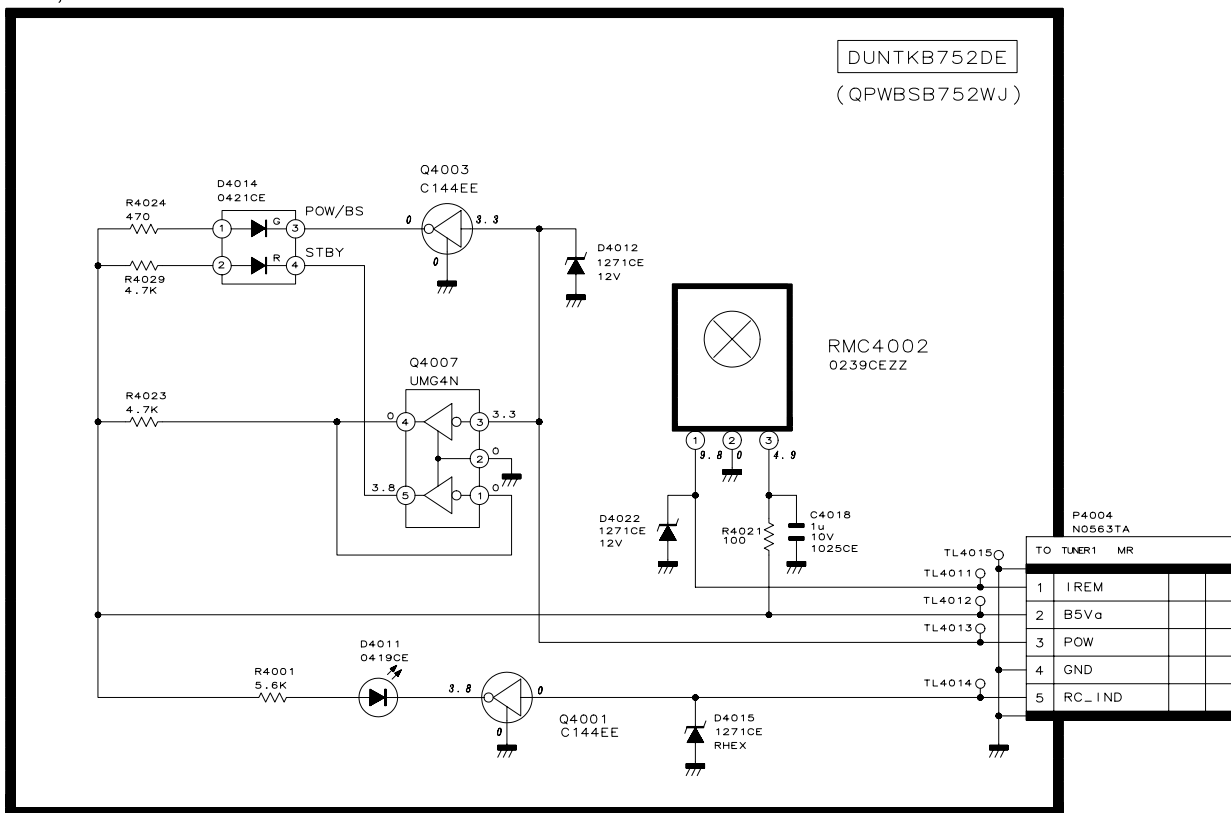 DUNTKB752DE
(QPWBSB752WJ)
Q4003
C144EE
D4014
0421CE
R4024
470
POW/BS
0
3.3
1
G
3
D4012
1271CE
12V
STBY
2
R
4
0
R4029
4.7K
RMC4002
0239CEZZ
Q4007
UMG4N
R4023
4.7K
0
4
3
3.3
2
0
3.8
5
1
0
1
2
3
9.8
0
4.9
D4022
1271CE
12V
R4021
100
C4018
1u
10V
1025CE
P4004
N0563TA
TL4015
TO TUNER1 MR
TL4011
1 IREM
TL4012
2 B5Va
TL4013
3 POW
4 GND
TL4014
5 RC_IND
D4011
0419CE
R4001
5.6K
3.8
0
0
Q4001
C144EE
D4015
1271CE
RHEX